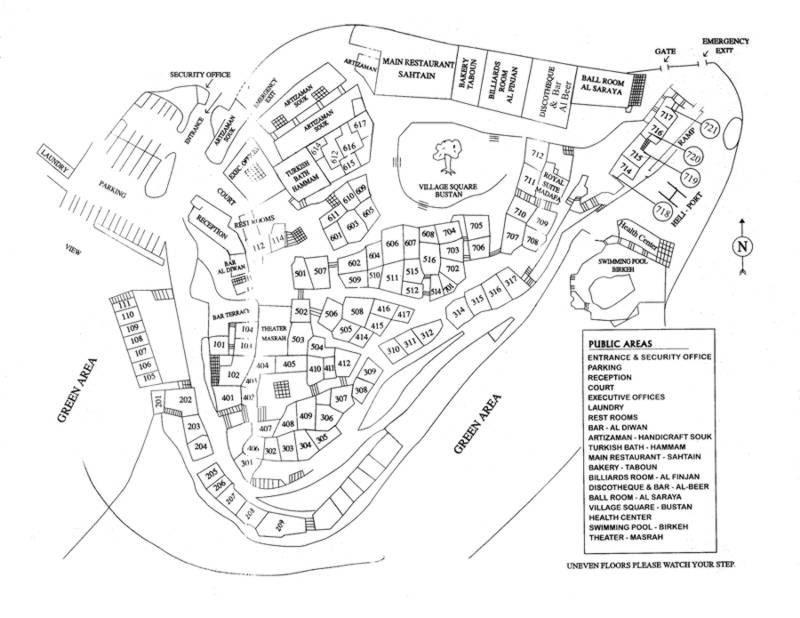 EMERGENCY
EXIT
GATE
SECURITY OFFICE
ENTRANCE
ARTIZAMAN
SOUK
EMERGENCY
EXIT
ARTIZAMAN
SOUK
ARTIZAMAN
SOUK
ARTIZAMAN
MAIN RESTAURANT
SAHTAIN
BAKERY
TABOUN
BILLIARDS
ROOM
AL FINJAN
DISCOTHEQUE
& Bar
Al Beer
BALL ROOM
AL SARAYA
717
716
715
714
RAMP
721
720
719
718
HELI - PORT
LAUNDRY
PARKING
VIEW
COURT
RECEPTION
REST ROOMS
112
114
BAR
AL DIWAN
BAR TERRACE
TURKISH
BATH
HAMMAM
617
616
615
614
612
611
610
609
605
603
601
VILLAGE SQUARE
BUSTAN
712
711
ROYAL
SUITE
MADAFA
710
709
708
707
Health Center
SWIMMING POOL
BIRKEH
N
705
704
706
703
702
701
608
607
606
604
602
516
515
514
512
511
510
509
501
507
317
316
315
314
312
311
310
111
110
109
108
107
106
105
104
101
102
502
506
508
416
417
415
414
505
504
503
THEATER
MASRAH
404
405
410
411
412
309
308
307
306
305
304
303
302
301
401
402
403
406
407
408
409
201
202
203
204
205
206
207
208
209
GREEN AREA
GREEN AREA
PUBLIC AREAS
ENTRANCE & SECURITY OFFICE
PARKING
RECEPTION
COURT
EXECUTIVE OFFICES
LAUNDRY
REST ROOMS
BAR - AL DIWAN
ARTIZAMAN - HANDICRAFT SOUK
TURKISH BATH - HAMMAM
MAIN RESTAURANT - SAHTAIN
BAKERY - TABOUN
BILLIARDS ROOM - AL FINJAN
DISCOTHEQUE & BAR - AL-BEER
BALL ROOM - AL SARAYA
VILLAGE SQUARE - BUSTAN
HEALTH CENTER
SWIMMING POOL - BIRKEH
THEATER - MASRAH
UNEVEN FLOORS PLEASE WATCH YOUR STEP.